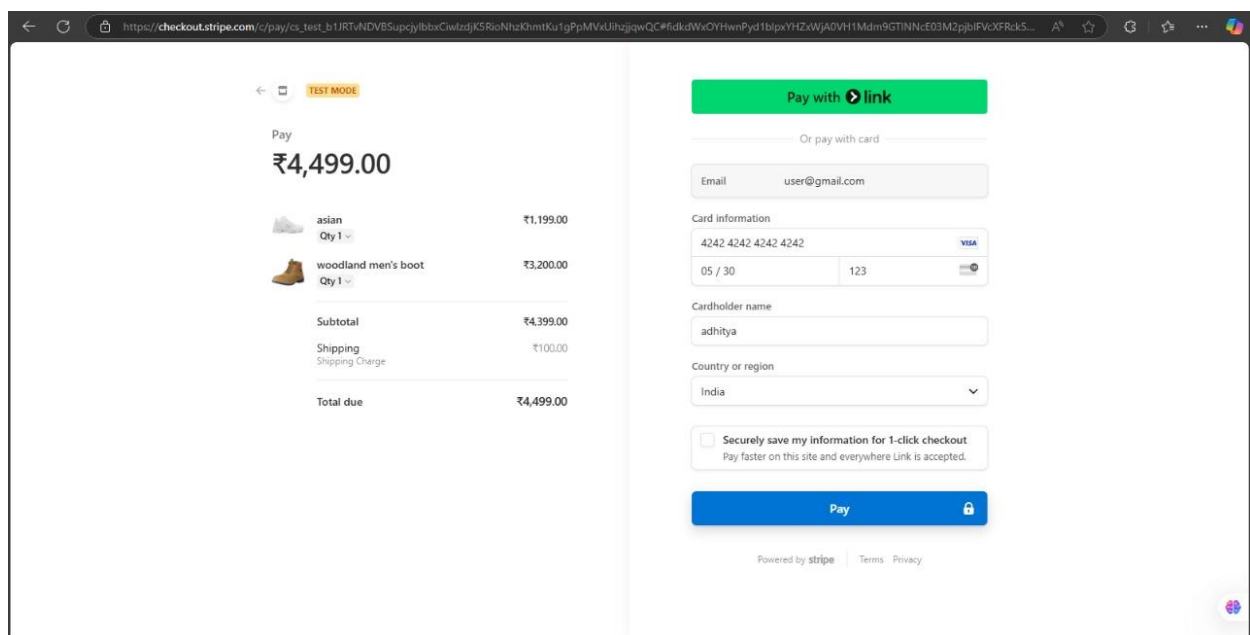 https://checkout.stripe.com/c/pay/
TEST MODE
Pay
₹4,499.00
asian ₹1,199.00
Qty 1
woodland men's boot ₹3,200.00
Qty 1
Subtotal ₹4,399.00
Shipping ₹100.00
Shipping Charge
Total due ₹4,499.00
Pay with link
Or pay with card
Email user@gmail.com
Card information
4242 4242 4242 4242 VISA
05 / 30 123
Cardholder name
adhitya
Country or region
India
Securely save my information for 1-click checkout
Pay faster on this site and everywhere Link is accepted.
Pay
Powered by stripe Terms Privacy